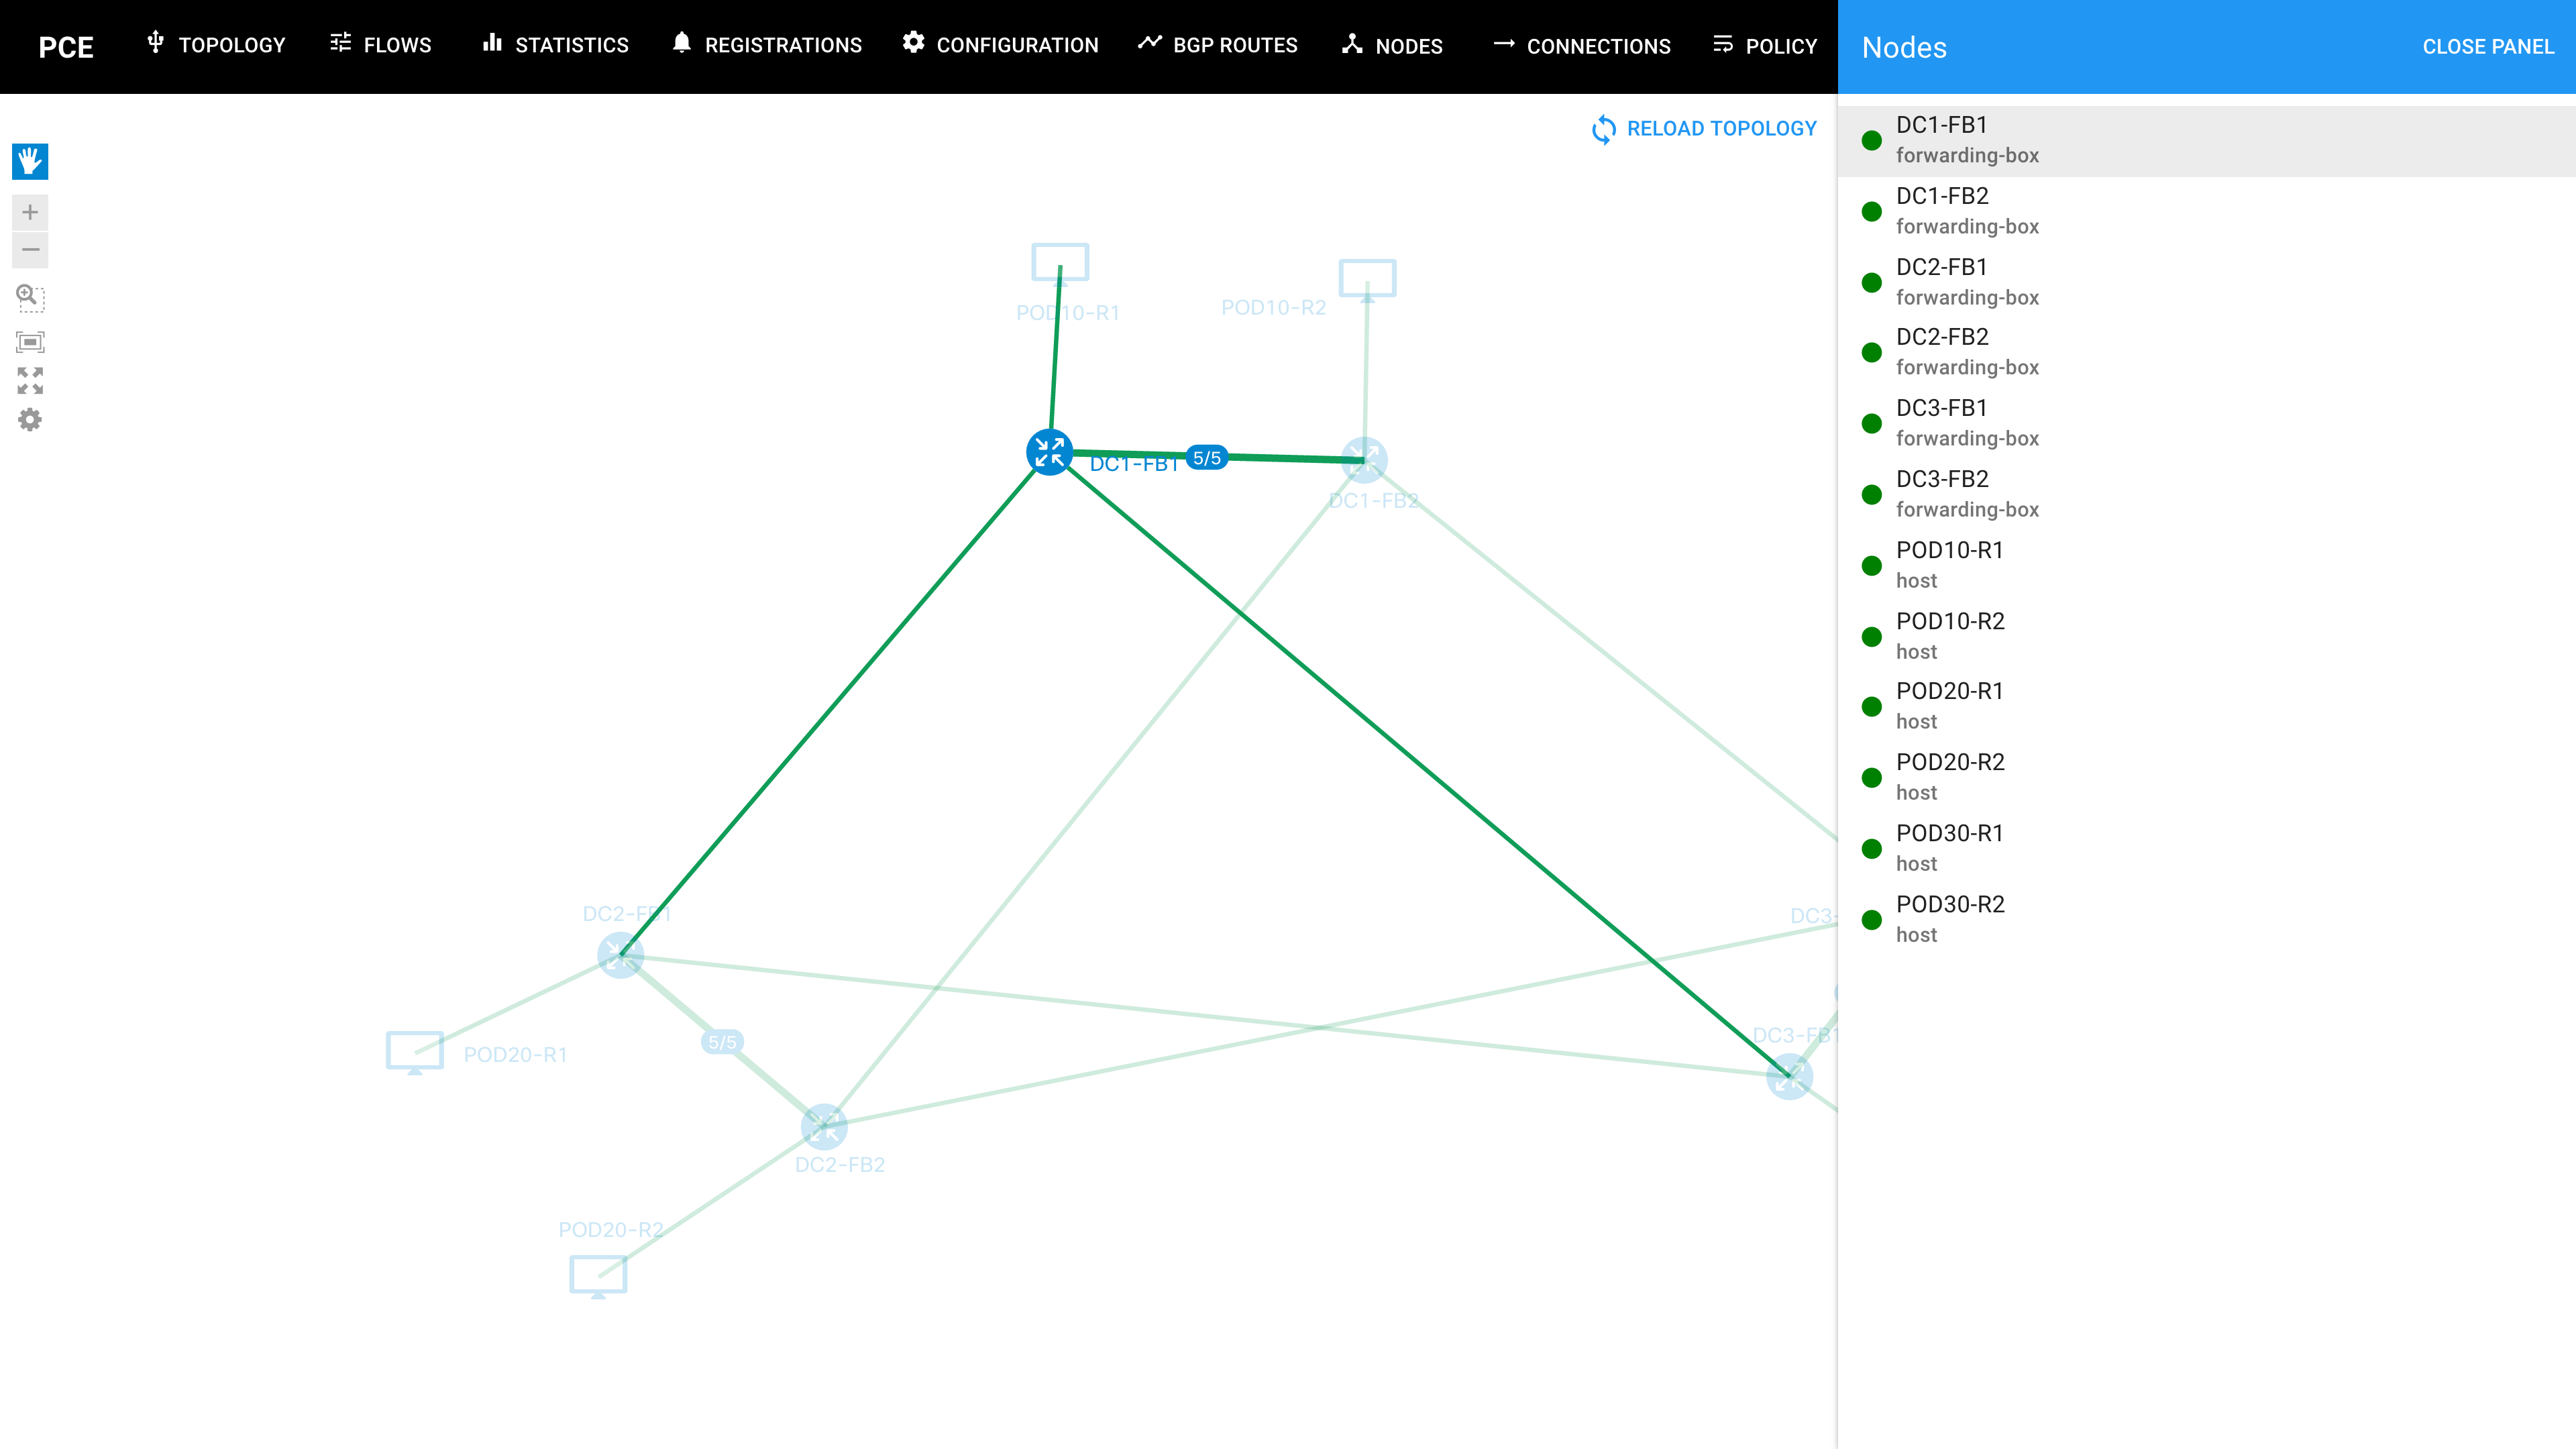 PCE
TOPOLOGY
FLOWS
STATISTICS
REGISTRATIONS
CONFIGURATION
BGP ROUTES
NODES
CONNECTIONS
POLICY
Nodes
CLOSE PANEL
RELOAD TOPOLOGY
POD10-R1
POD10-R2
DC1-FB1
5/5
DC1-FB2
DC2-FB1
DC3-
POD20-R1
5/5
DC3-FB1
DC2-FB2
POD20-R2
DC1-FB1
forwarding-box
DC1-FB2
forwarding-box
DC2-FB1
forwarding-box
DC2-FB2
forwarding-box
DC3-FB1
forwarding-box
DC3-FB2
forwarding-box
POD10-R1
host
POD10-R2
host
POD20-R1
host
POD20-R2
host
POD30-R1
host
POD30-R2
host